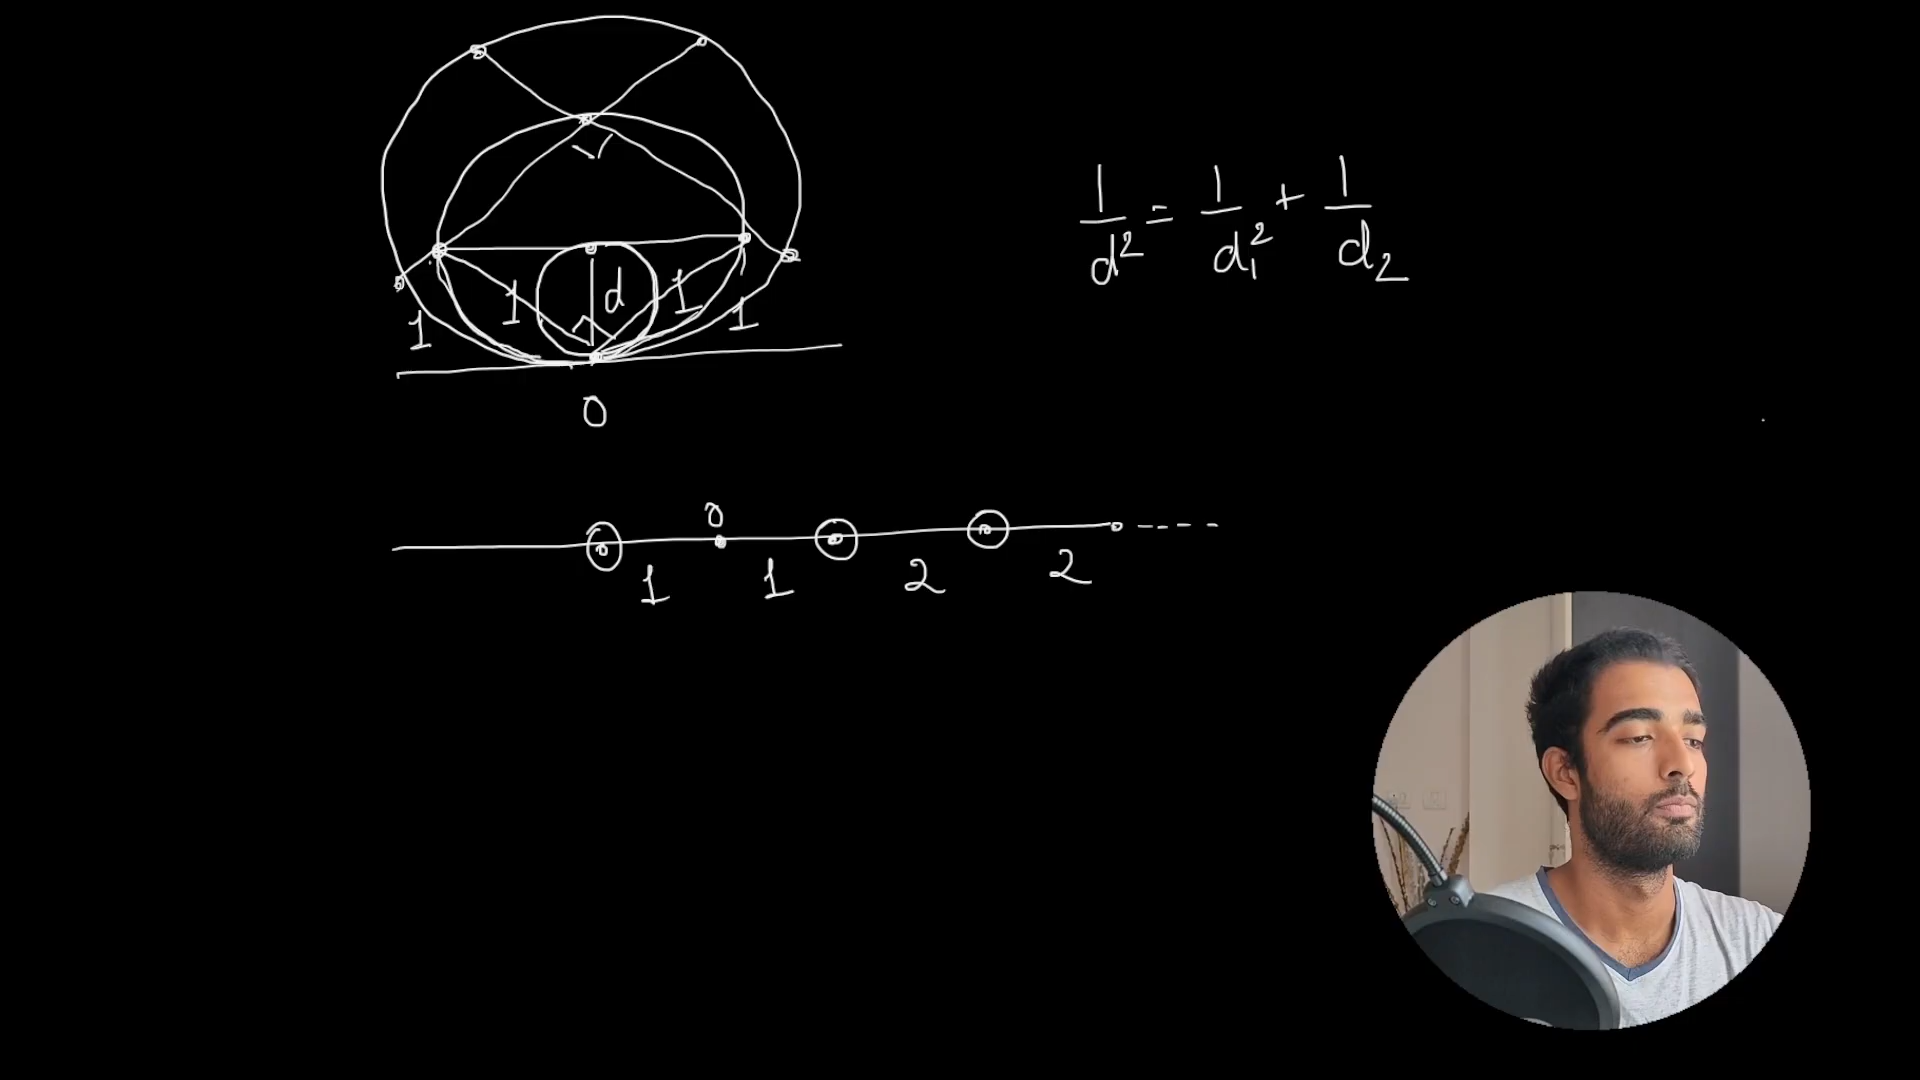 1 1 d 1 1
0
1/d² = 1/d₁² + 1/d₂
0
1 1 2 2